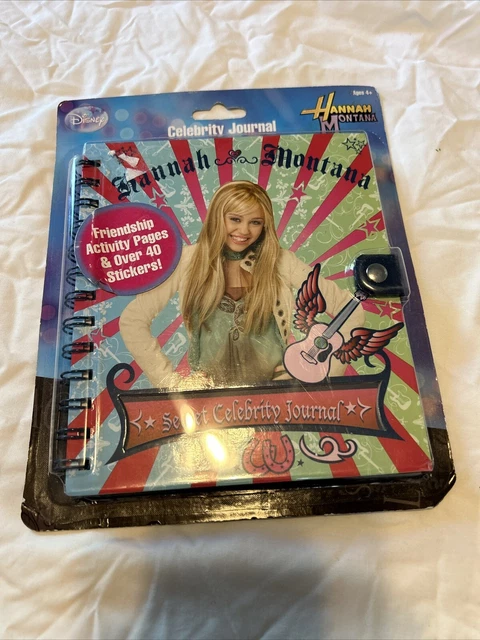 Ages 4+
Disney
HANNAH
MONTANA
Celebrity Journal
Hannah Montana
Friendship
Activity Pages
& Over 40
Stickers!
Secret Celebrity Journal